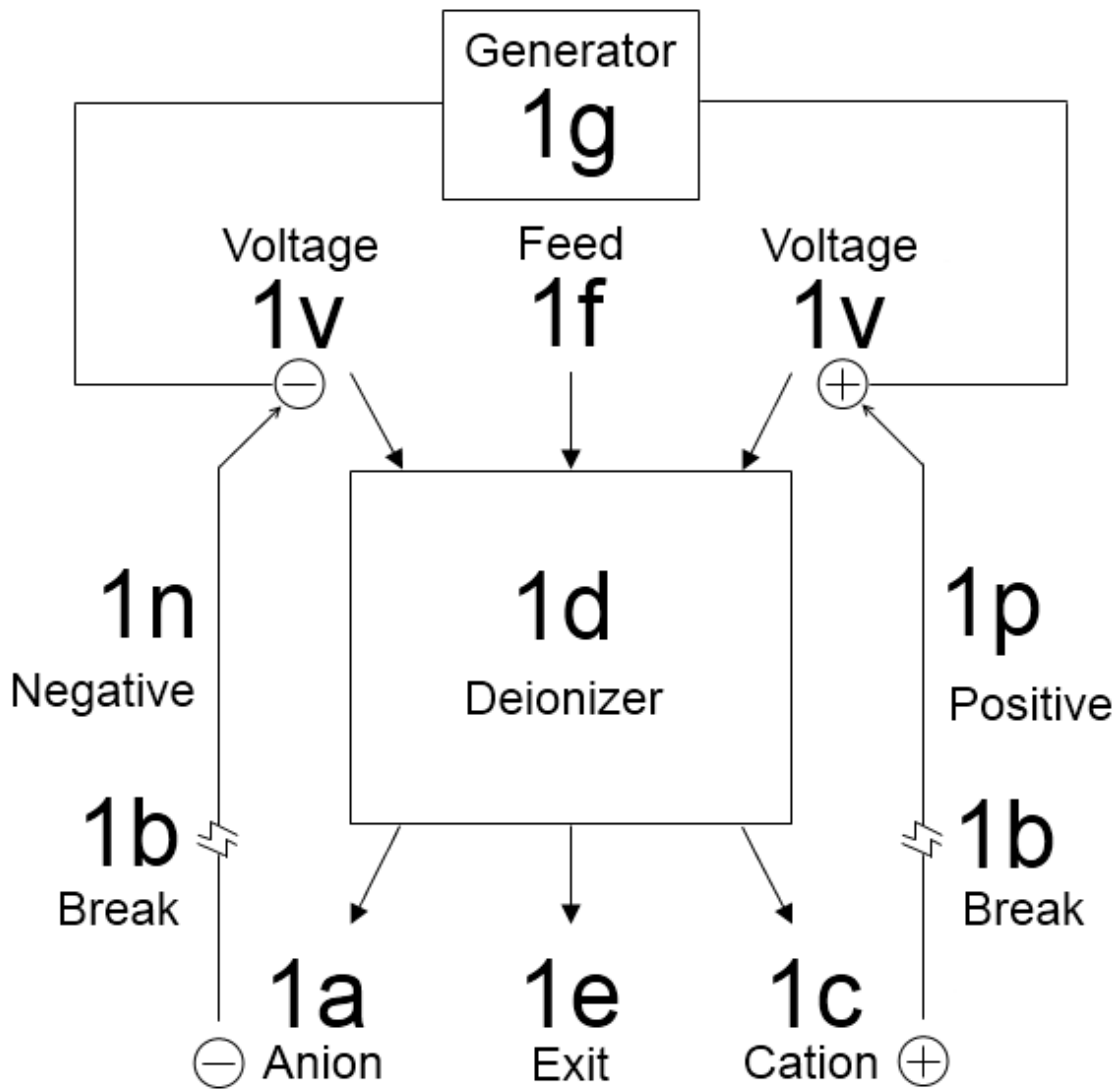 Generator
1g
Voltage Feed Voltage
1v 1f 1v
− +
1n 1d 1p
Negative Deionizer Positive
1b 1b
Break Break
1a 1e 1c
− Anion Exit Cation +